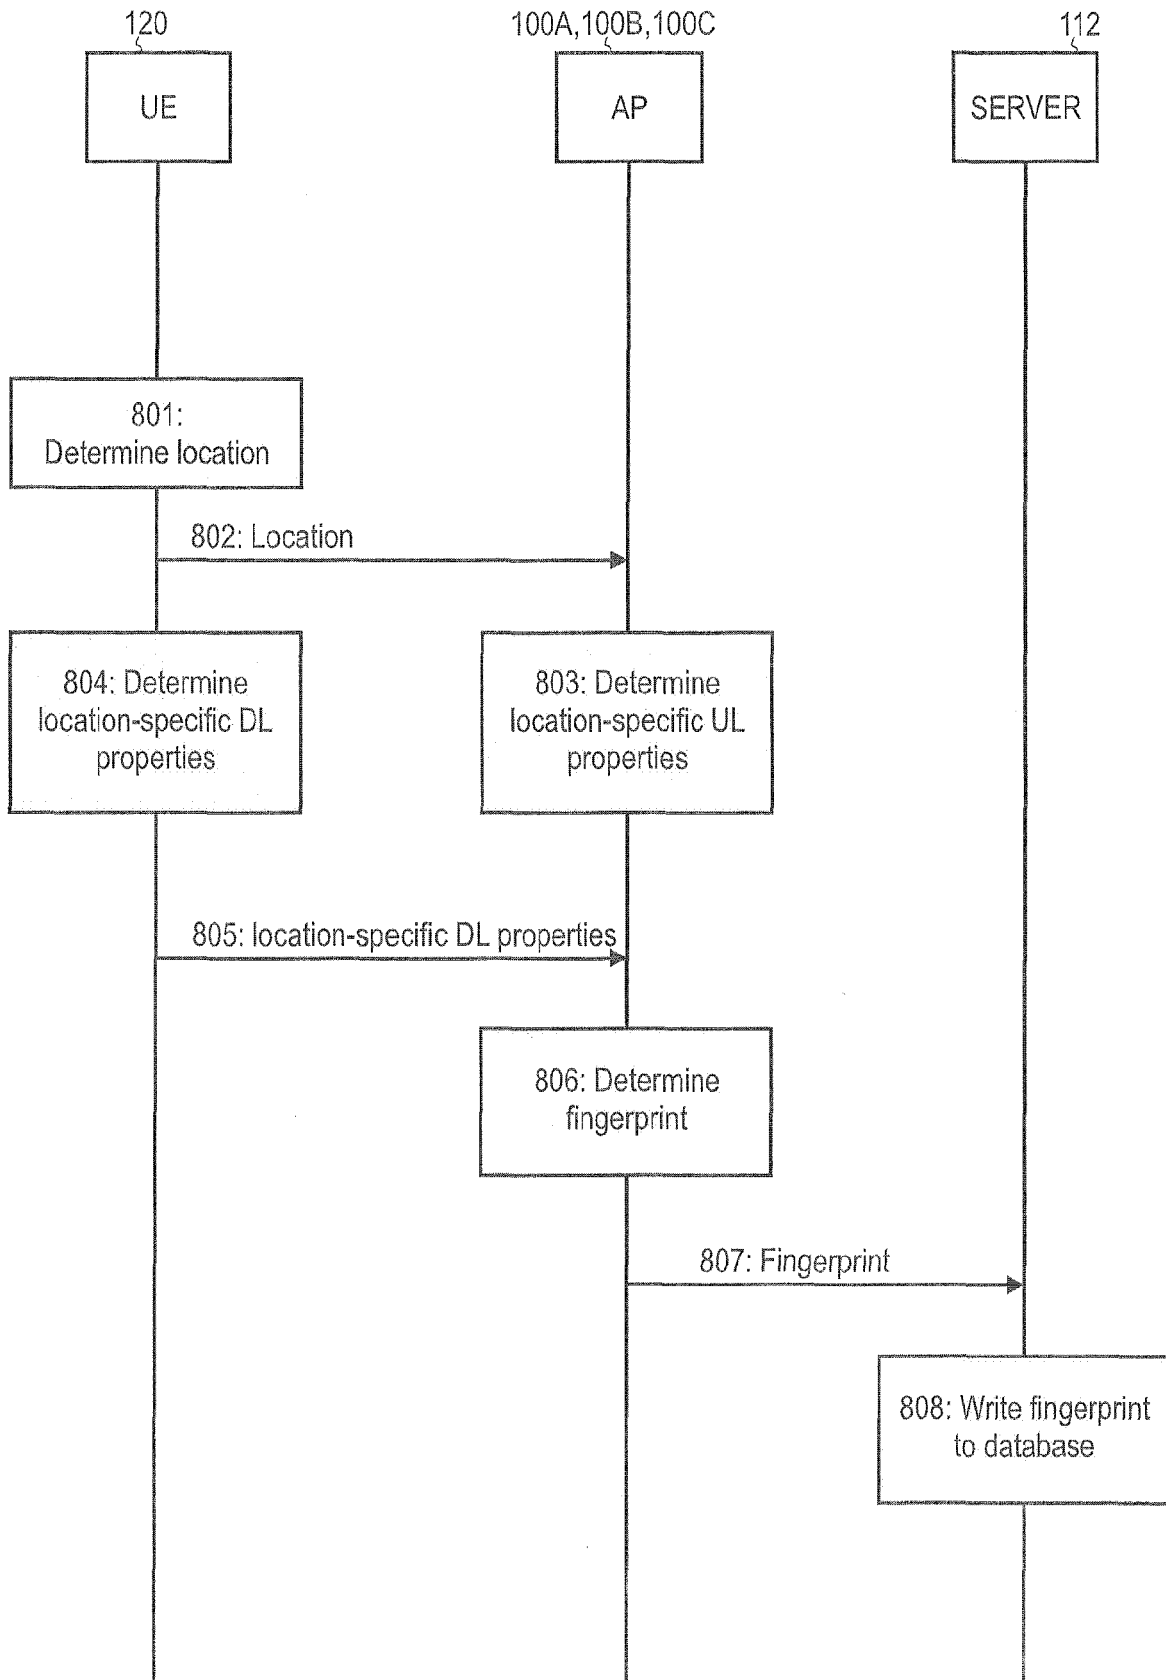 120
100A,100B,100C
112
UE
AP
SERVER
801:
Determine location
802: Location
804: Determine
location-specific DL
properties
803: Determine
location-specific UL
properties
805: location-specific DL properties
806: Determine
fingerprint
807: Fingerprint
808: Write fingerprint
to database